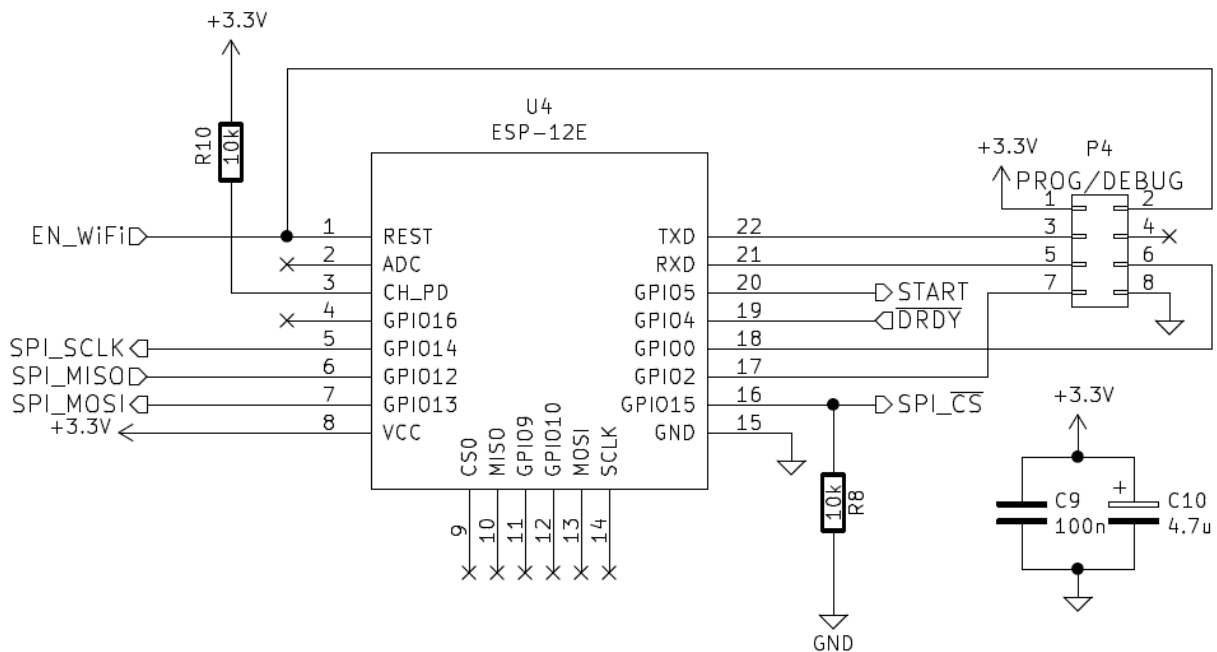 +3.3V
U4
ESP-12E
R10
10k
+3.3V
P4
PROG/DEBUG
EN_WiFi 1 REST TXD 22 3 4
2 ADC RXD 21 5 6
3 CH_PD GPIO5 20 START 7 8
4 GPIO16 GPIO4 19 DRDY
SPI_SCLK 5 GPIO14 GPIO0 18
SPI_MISO 6 GPIO12 GPIO2 17
SPI_MOSI 7 GPIO13 GPIO15 16 SPI_CS
+3.3V 8 VCC GND 15
1 2
CS0
MISO
GPIO9
GPIO10
MOSI
SCLK
9
10
11
12
13
14
10k
R8
GND
+3.3V
C9
100n
+
C10
4.7u